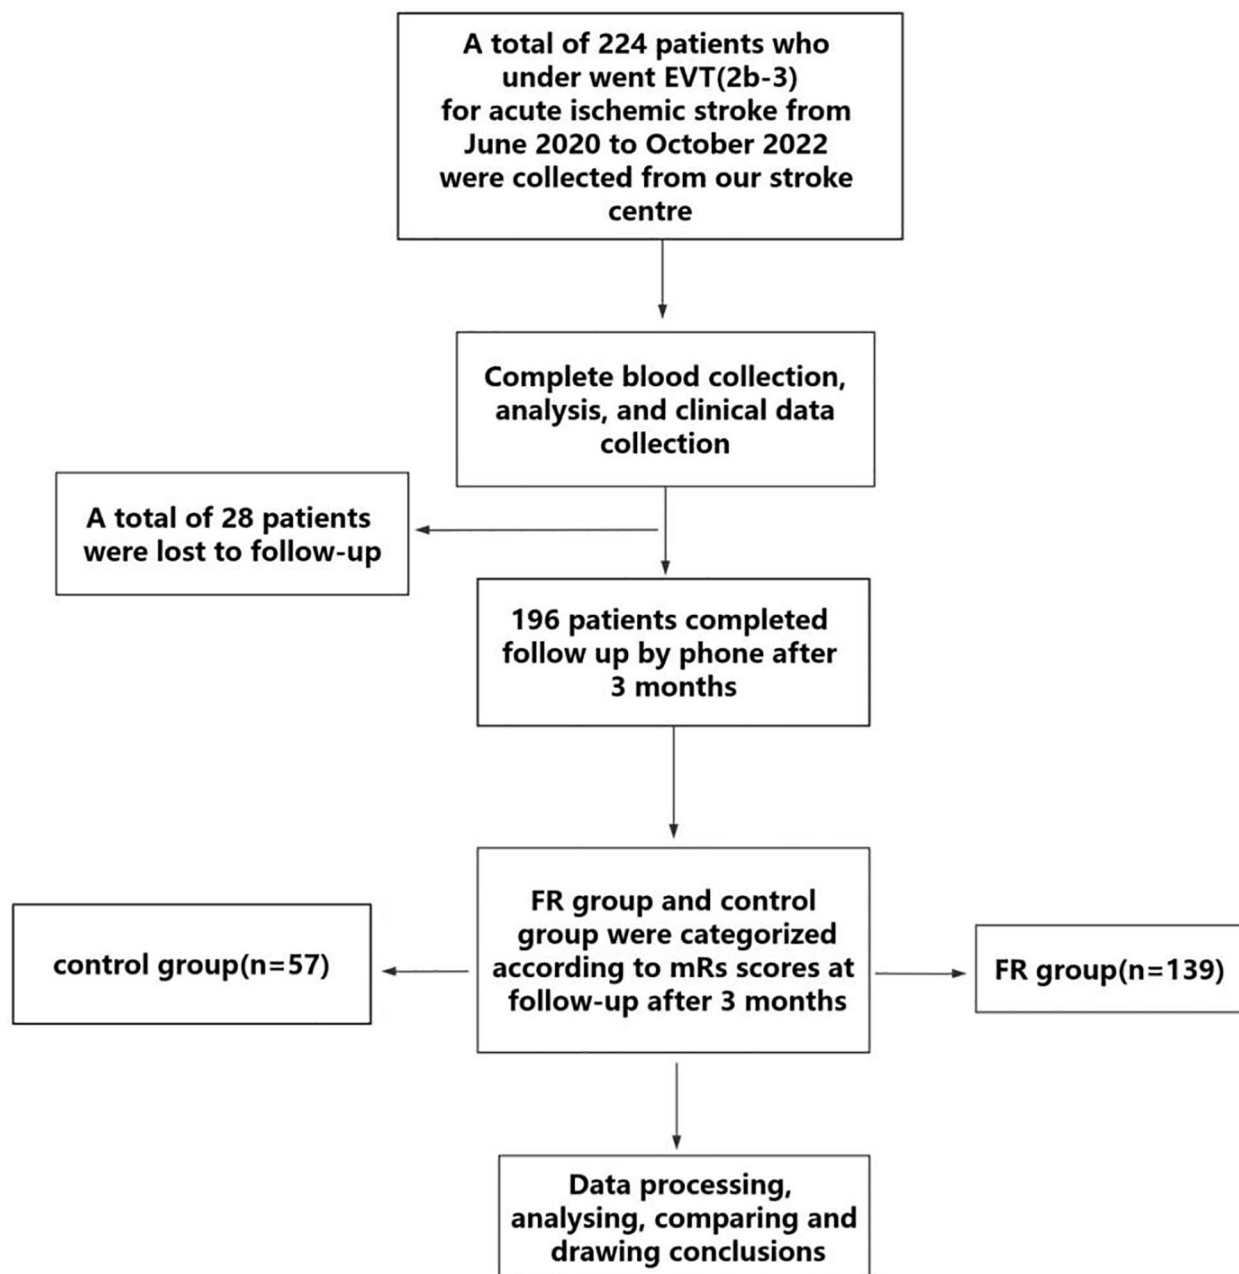 A total of 224 patients who
under went EVT(2b-3)
for acute ischemic stroke from
June 2020 to October 2022
were collected from our stroke
centre
Complete blood collection,
analysis, and clinical data
collection
A total of 28 patients
were lost to follow-up
196 patients completed
follow up by phone after
3 months
FR group and control
group were categorized
according to mRs scores at
follow-up after 3 months
control group(n=57)
FR group(n=139)
Data processing,
analysing, comparing and
drawing conclusions